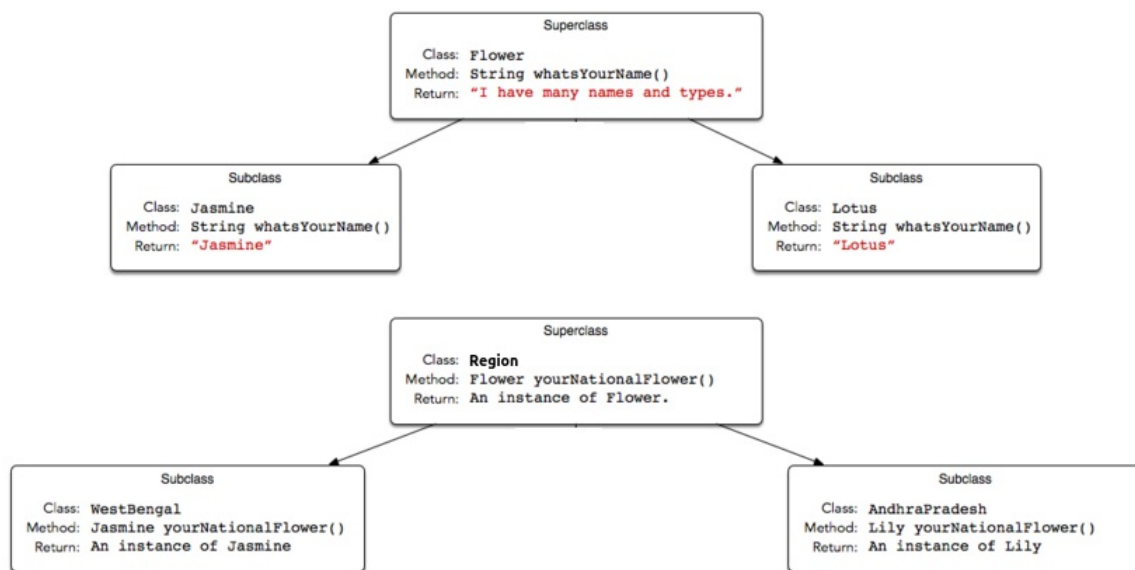 Superclass
Class: Flower
Method: String whatsYourName()
Return: “I have many names and types.”
Subclass
Class: Jasmine
Method: String whatsYourName()
Return: “Jasmine”
Subclass
Class: Lotus
Method: String whatsYourName()
Return: “Lotus”
Superclass
Class: Region
Method: Flower yourNationalFlower()
Return: An instance of Flower.
Subclass
Class: WestBengal
Method: Jasmine yourNationalFlower()
Return: An instance of Jasmine
Subclass
Class: AndhraPradesh
Method: Lily yourNationalFlower()
Return: An instance of Lily